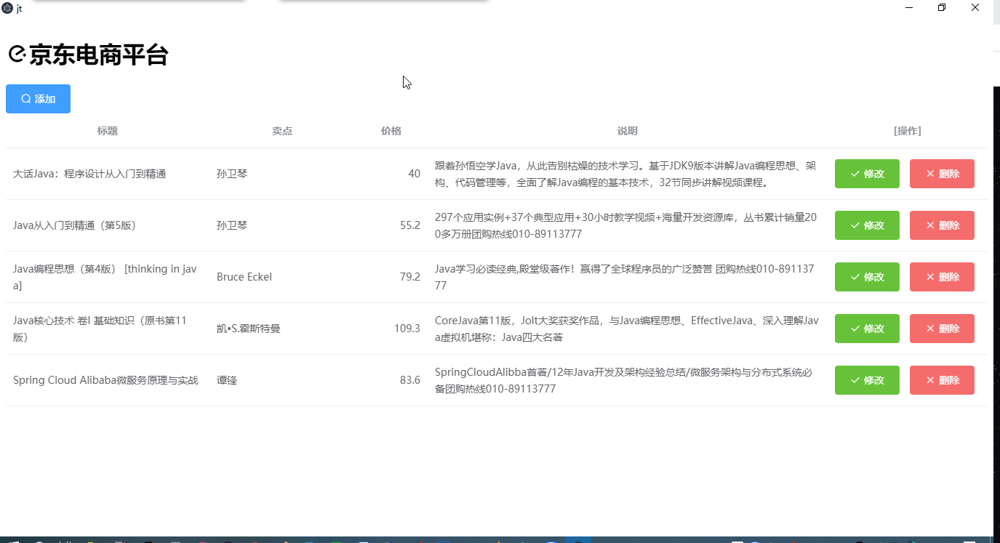 jt
京东电商平台
添加
标题 卖点 价格 说明 [操作]
大话Java：程序设计从入门到精通 孙卫琴 40 跟着孙悟空学Java，从此告别枯燥的技术学习。基于JDK9版本讲解Java编程思想、架
构、代码管理等，全面了解Java编程的基本技术，32节同步讲解视频课程。
修改 删除
Java从入门到精通（第5版） 孙卫琴 55.2 297个应用实例+37个典型应用+30小时教学视频+海量开发资源库，丛书累计销量20
0多万册团购热线010-89113777
修改 删除
Java编程思想（第4版） [thinking in jav
a]
Bruce Eckel 79.2 Java学习必读经典,殿堂级著作！赢得了全球程序员的广泛赞誉 团购热线010-891137
77
修改 删除
Java核心技术 卷I 基础知识（原书第11
版）
凯•S.霍斯特曼 109.3 CoreJava第11版，Jolt大奖获奖作品，与Java编程思想、EffectiveJava、深入理解Jav
a虚拟机堪称：Java四大名著
修改 删除
Spring Cloud Alibaba微服务原理与实战 谭锋 83.6 SpringCloudAlibba首著/12年Java开发及架构经验总结/微服务架构与分布式系统必
备团购热线010-89113777
修改 删除